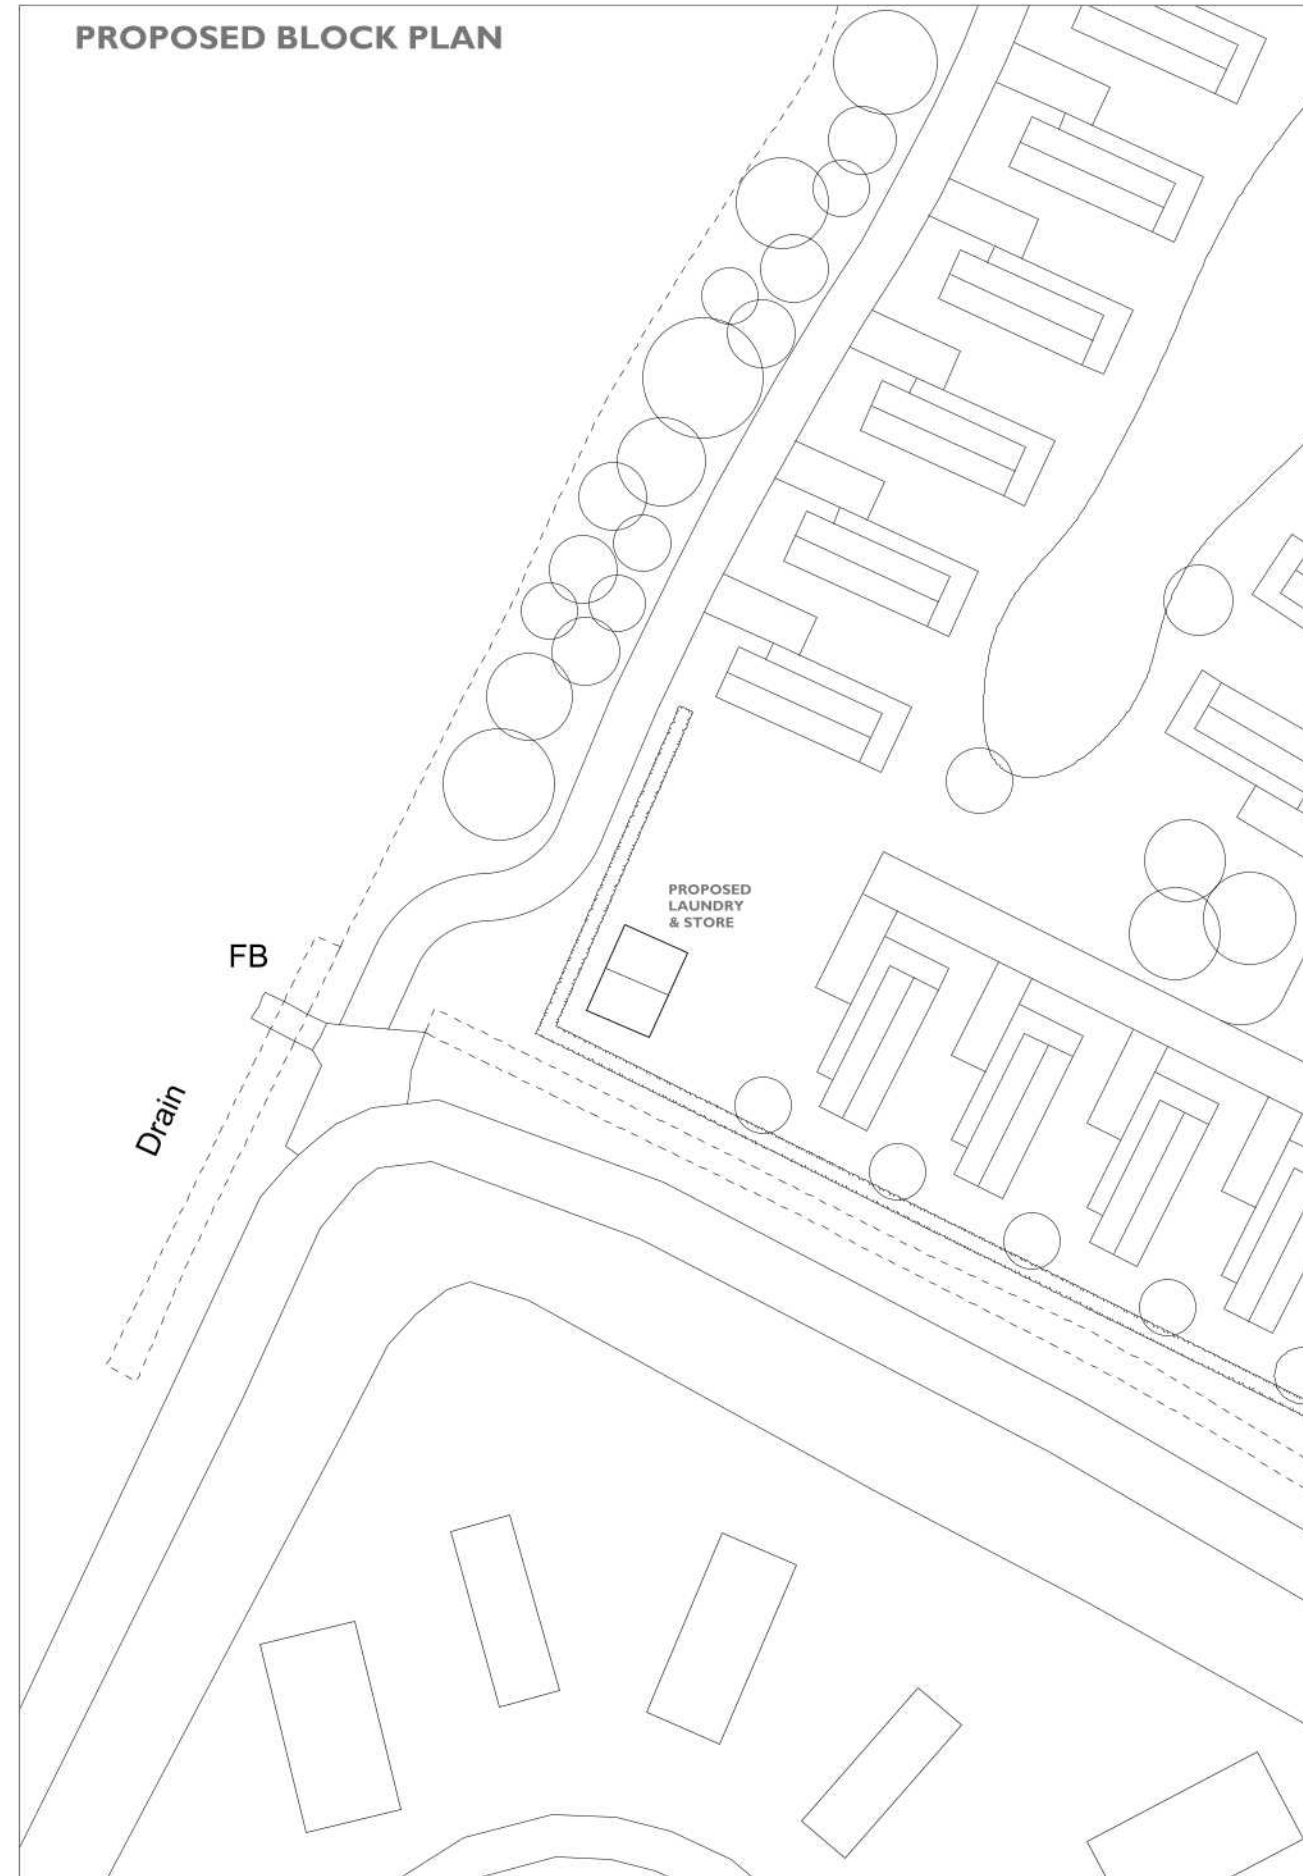 PROPOSED BLOCK PLAN
PROPOSED
LAUNDRY
& STORE
FB
Drain